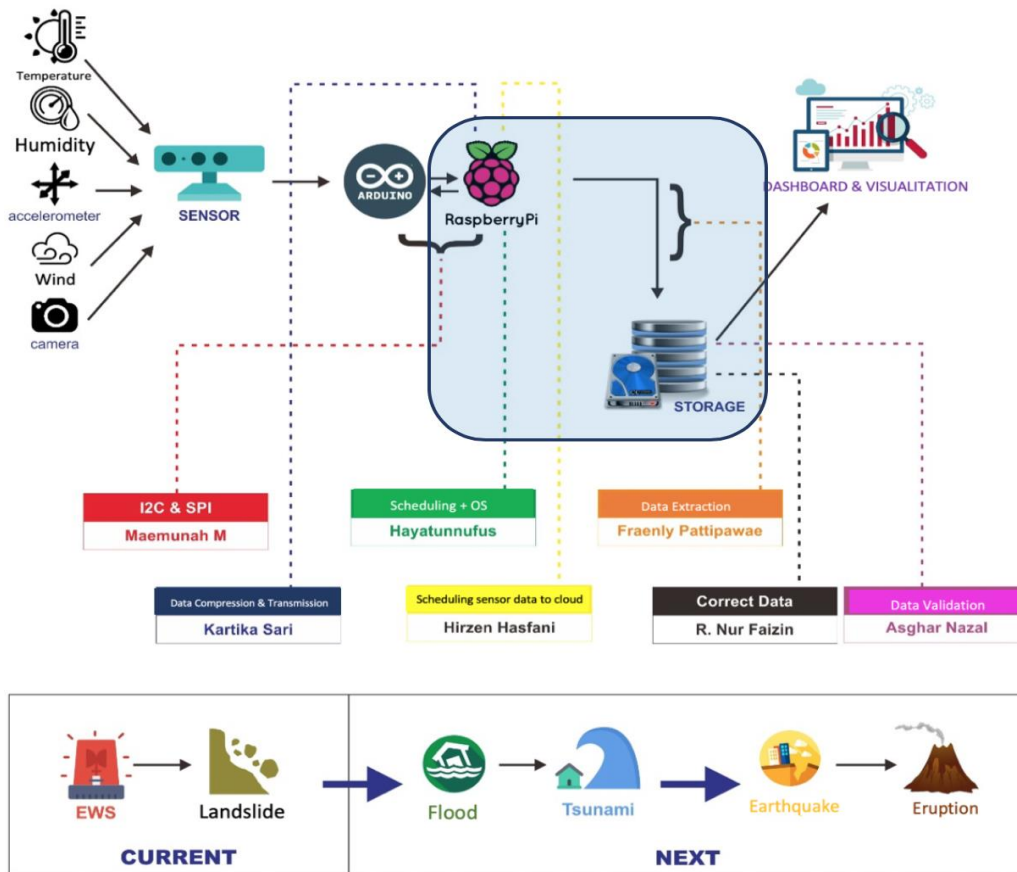 Temperature
Humidity
accelerometer
Wind
camera
SENSOR
ARDUINO
RaspberryPi
STORAGE
DASHBOARD & VISUALITATION
I2C & SPI
Maemunah M
Scheduling + OS
Hayatunnufus
Data Extraction
Fraenly Pattipawae
Data Compression & Transmission
Kartika Sari
Scheduling sensor data to cloud
Hirzen Hasfani
Correct Data
R. Nur Faizin
Data Validation
Asghar Nazal
EWS
Landslide
Flood
Tsunami
Earthquake
Eruption
CURRENT
NEXT